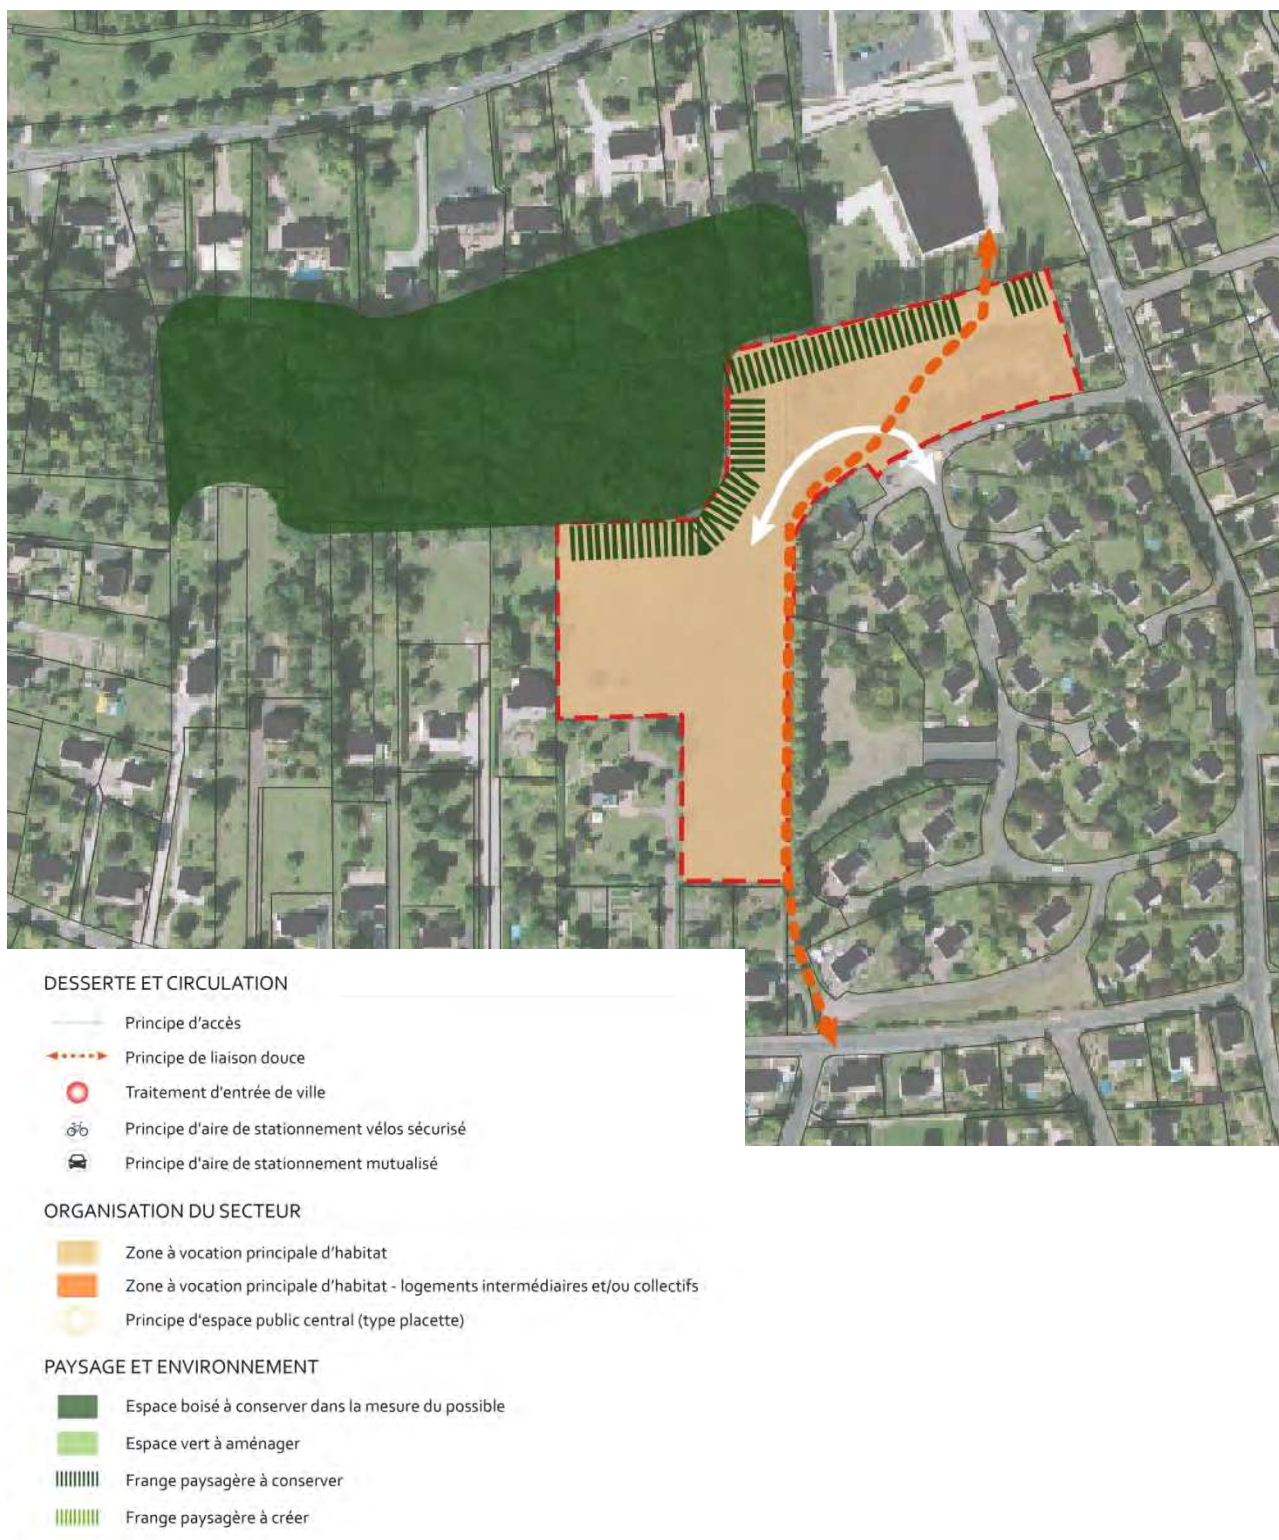 DESSERTE ET CIRCULATION
Principe d'accès
Principe de liaison douce
Traitement d'entrée de ville
Principe d'aire de stationnement vélos sécurisé
Principe d'aire de stationnement mutualisé
ORGANISATION DU SECTEUR
Zone à vocation principale d'habitat
Zone à vocation principale d'habitat - logements intermédiaires et/ou collectifs
Principe d'espace public central (type placette)
PAYSAGE ET ENVIRONNEMENT
Espace boisé à conserver dans la mesure du possible
Espace vert à aménager
Frange paysagère à conserver
Frange paysagère à créer